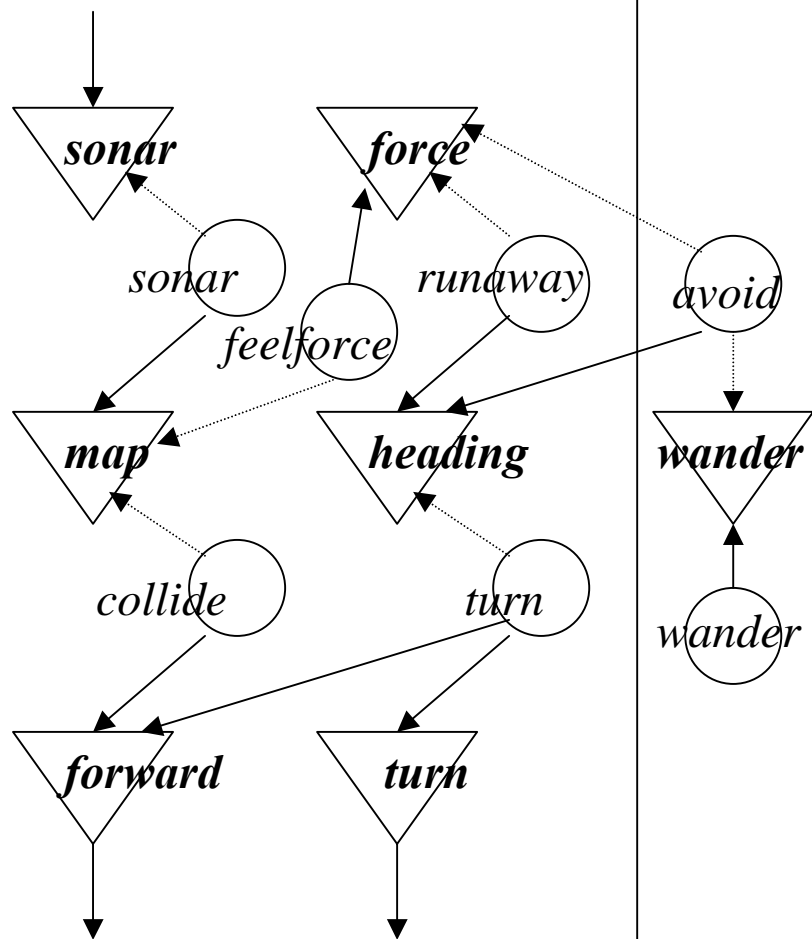 sonar
force
sonar
runaway
avoid
feelforce
map
heading
wander
collide
turn
wander
forward
turn